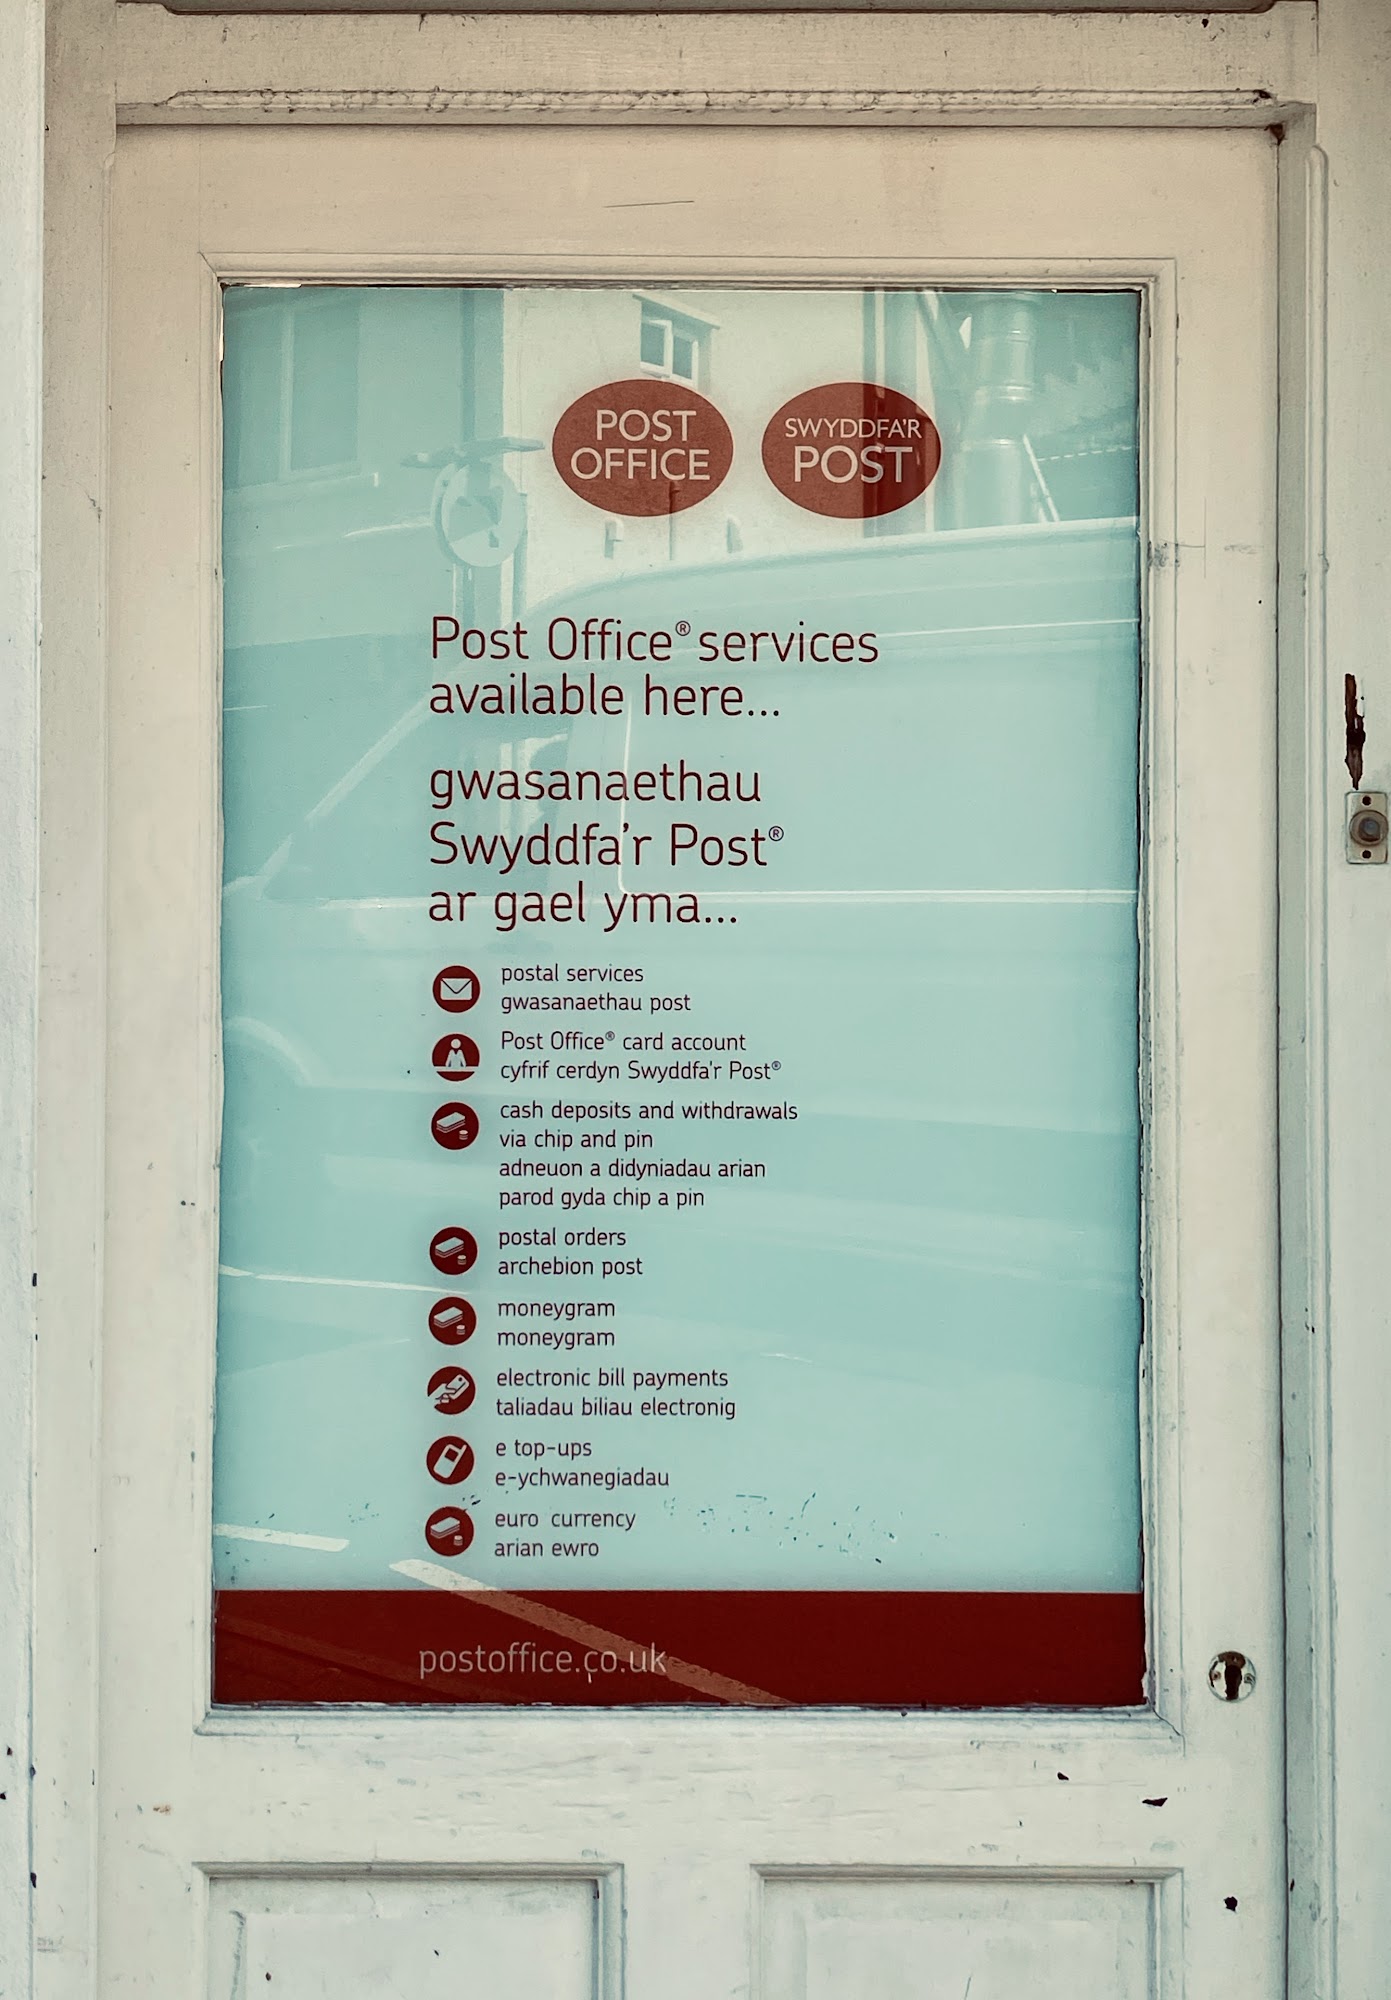 POST
OFFICE
SWYDDFA'R
POST
Post Office® services
available here...
gwasanaethau
Swyddfa'r Post®
ar gael yma...
postal services
gwasanaethau post
Post Office® card account
cyfrif cerdyn Swyddfa'r Post®
cash deposits and withdrawals
via chip and pin
adneuon a didyniadau arian
parod gyda chip a pin
postal orders
archebion post
moneygram
moneygram
electronic bill payments
taliadau biliau electronig
e top-ups
e-ychwanegiadau
euro currency
arian ewro
postoffice.co.uk